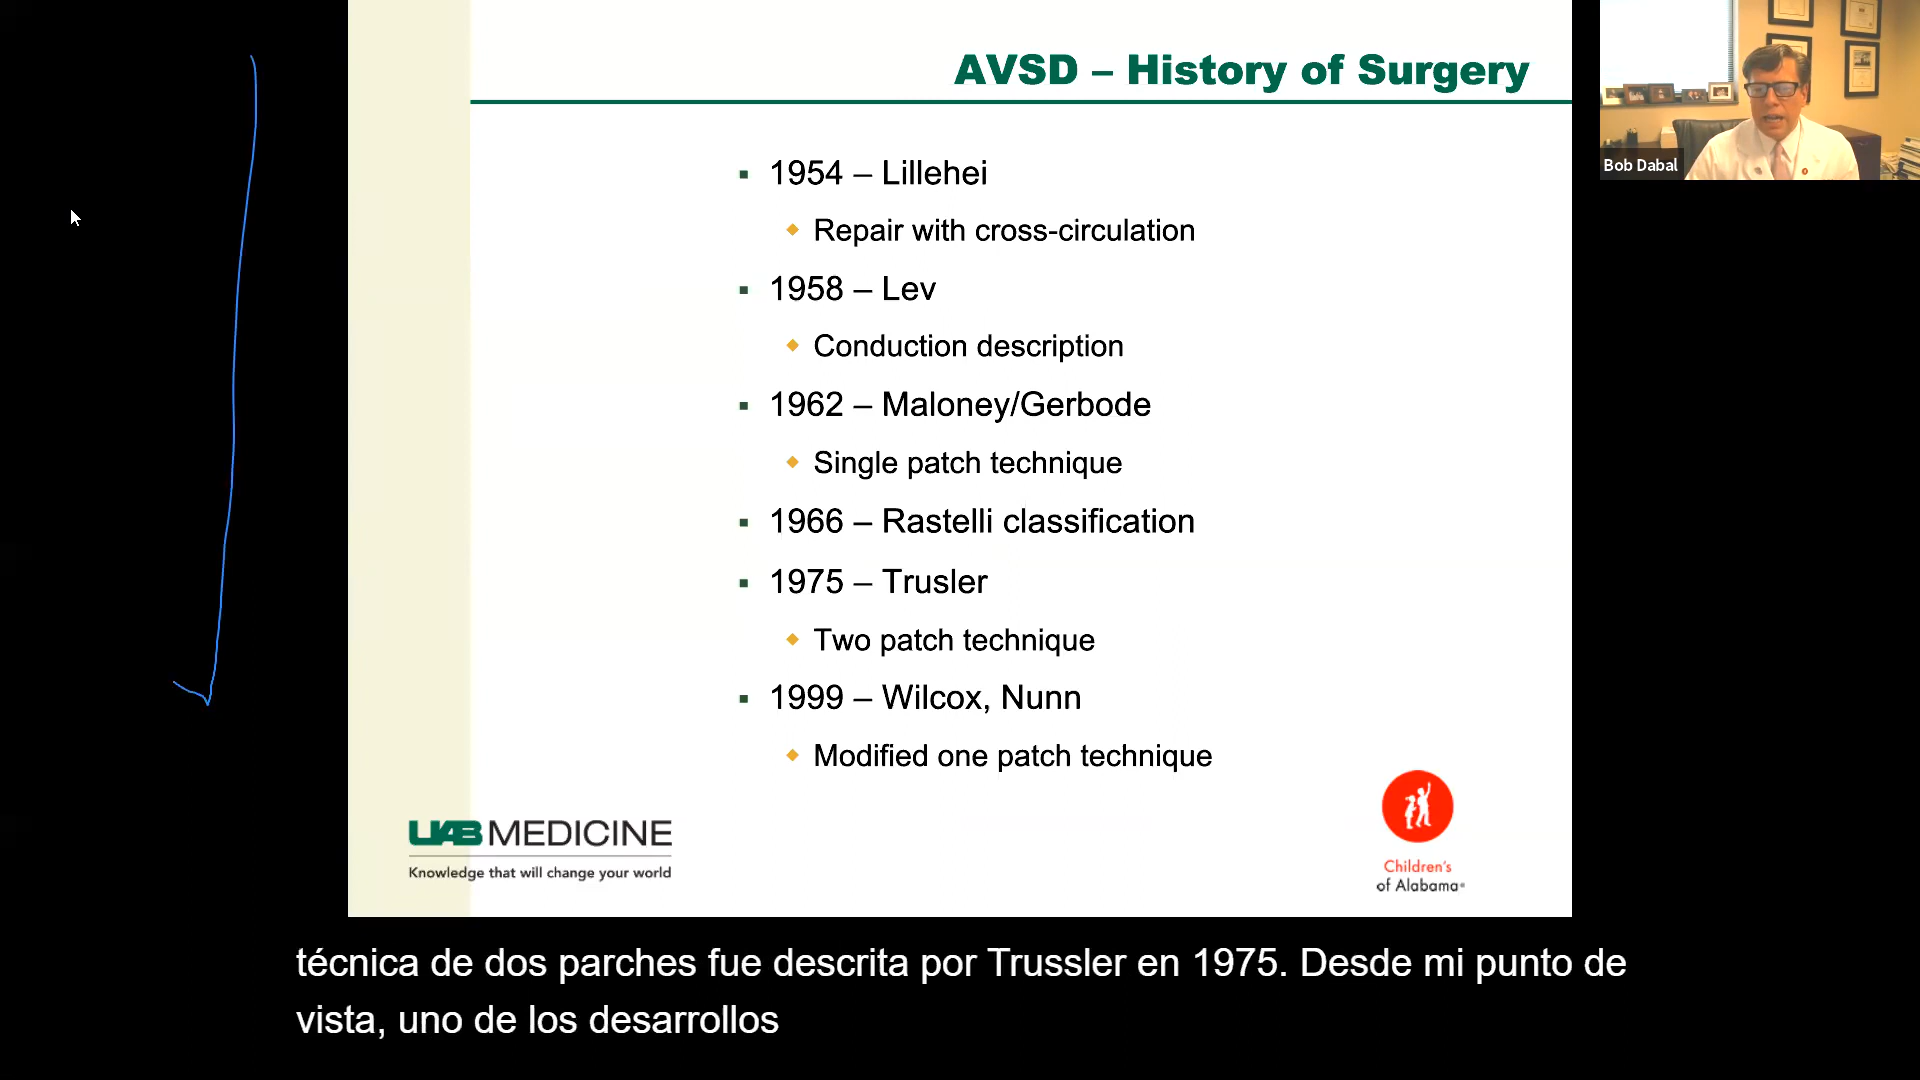 AVSD – History of Surgery
Bob Dabal
1954 – Lillehei
Repair with cross-circulation
1958 – Lev
Conduction description
1962 – Maloney/Gerbode
Single patch technique
1966 – Rastelli classification
1975 – Trusler
Two patch technique
1999 – Wilcox, Nunn
Modified one patch technique
UAB MEDICINE
Knowledge that will change your world
Children's
of Alabama
técnica de dos parches fue descrita por Trussler en 1975. Desde mi punto de
vista, uno de los desarrollos